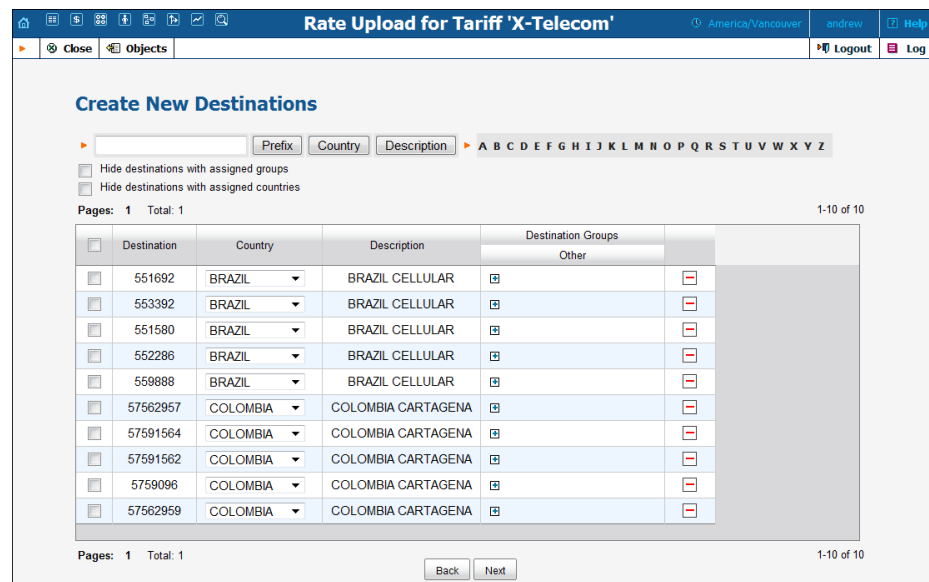 Rate Upload for Tariff 'X-Telecom' America/Vancouver andrew ? Help
Close Objects Logout Log
Create New Destinations
Prefix Country Description A B C D E F G H I J K L M N O P Q R S T U V W X Y Z
Hide destinations with assigned groups
Hide destinations with assigned countries
Pages: 1 Total: 1 1-10 of 10
Destination Country Description Destination Groups
Other
551692 BRAZIL BRAZIL CELLULAR
553392 BRAZIL BRAZIL CELLULAR
551580 BRAZIL BRAZIL CELLULAR
552286 BRAZIL BRAZIL CELLULAR
559888 BRAZIL BRAZIL CELLULAR
57562957 COLOMBIA COLOMBIA CARTAGENA
57591564 COLOMBIA COLOMBIA CARTAGENA
57591562 COLOMBIA COLOMBIA CARTAGENA
5759096 COLOMBIA COLOMBIA CARTAGENA
57562959 COLOMBIA COLOMBIA CARTAGENA
Pages: 1 Total: 1 1-10 of 10
Back Next